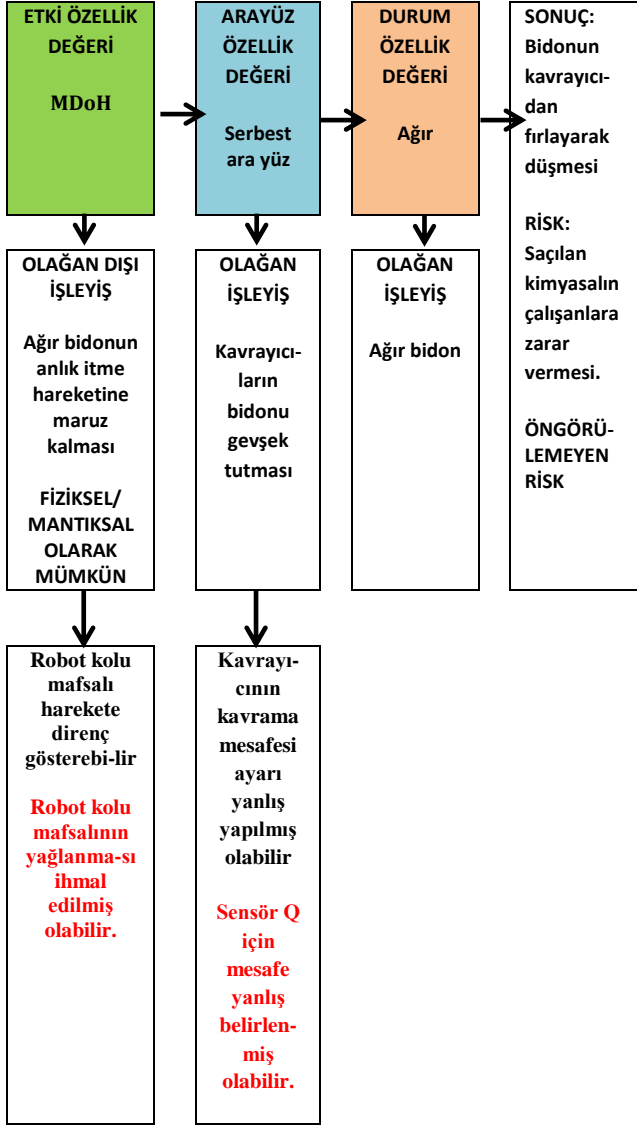 ETKİ ÖZELLİK
DEĞERİ
MDoH
ARAYÜZ
ÖZELLİK
DEĞERİ
Serbest
ara yüz
DURUM
ÖZELLİK
DEĞERİ
Ağır
SONUÇ:
Bidonun
kavrayıcı-
dan
fırlayarak
düşmesi
RİSK:
Saçılan
kimyasalın
çalışanlara
zarar
vermesi.
ÖNGÖRÜ-
LEMEYEN
RİSK
OLAĞAN DIŞI
İŞLEYİŞ
Ağır bidonun
anlık itme
hareketine
maruz
kalması
FİZİKSEL/
MANTIKSAL
OLARAK
MÜMKÜN
OLAĞAN
İŞLEYİŞ
Kavrayıcı-
ların
bidonu
gevşek
tutması
OLAĞAN
İŞLEYİŞ
Ağır bidon
Robot kolu
mafsalı
harekete
direnç
gösterebi-lir
Robot kolu
mafsalının
yağlanma-sı
ihmal
edilmiş
olabilir.
Kavrayı-
cının
kavrama
mesafesi
ayarı
yanlış
yapılmış
olabilir
Sensör Q
için
mesafe
yanlış
belirlen-
miş
olabilir.